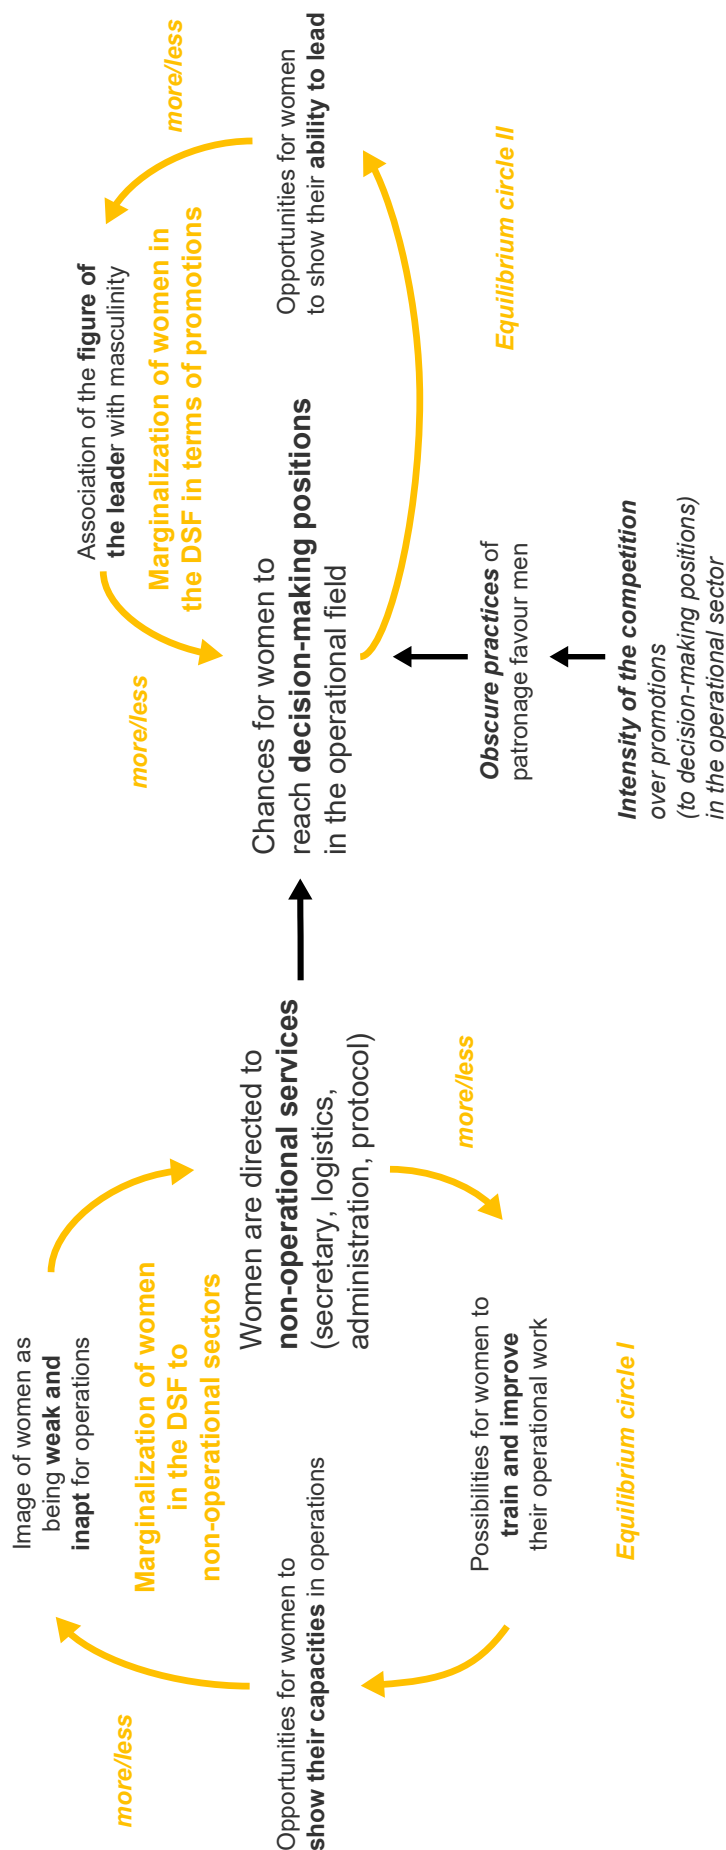 more/less
Image of women as
being weak and
inapt for operations
Marginalization of women
in the DSF to
non-operational sectors
Opportunities for women to
show their capacities in operations
Women are directed to
non-operational services
(secretary, logistics,
administration, protocol)
more/less
Possibilities for women to
train and improve
their operational work
Equilibrium circle I
more/less
Association of the figure of
the leader with masculinity
more/less
Marginalization of women in
the DSF in terms of promotions
Chances for women to
reach decision-making positions
in the operational field
Opportunities for women
to show their ability to lead
Obscure practices of
patronage favour men
Equilibrium circle II
Intensity of the competition
over promotions
(to decision-making positions)
in the operational sector